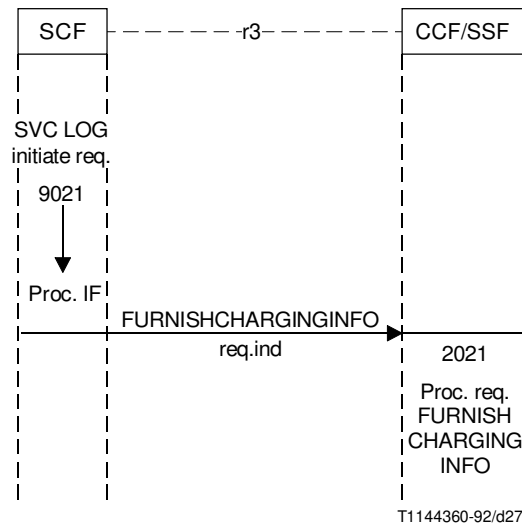 SCF
r3
CCF/SSF
SVC LOG
initiate req.
9021
Proc. IF
FURNISHCHARGINGINFO
req.ind
2021
Proc. req.
FURNISH
CHARGING
INFO
T1144360-92/d27